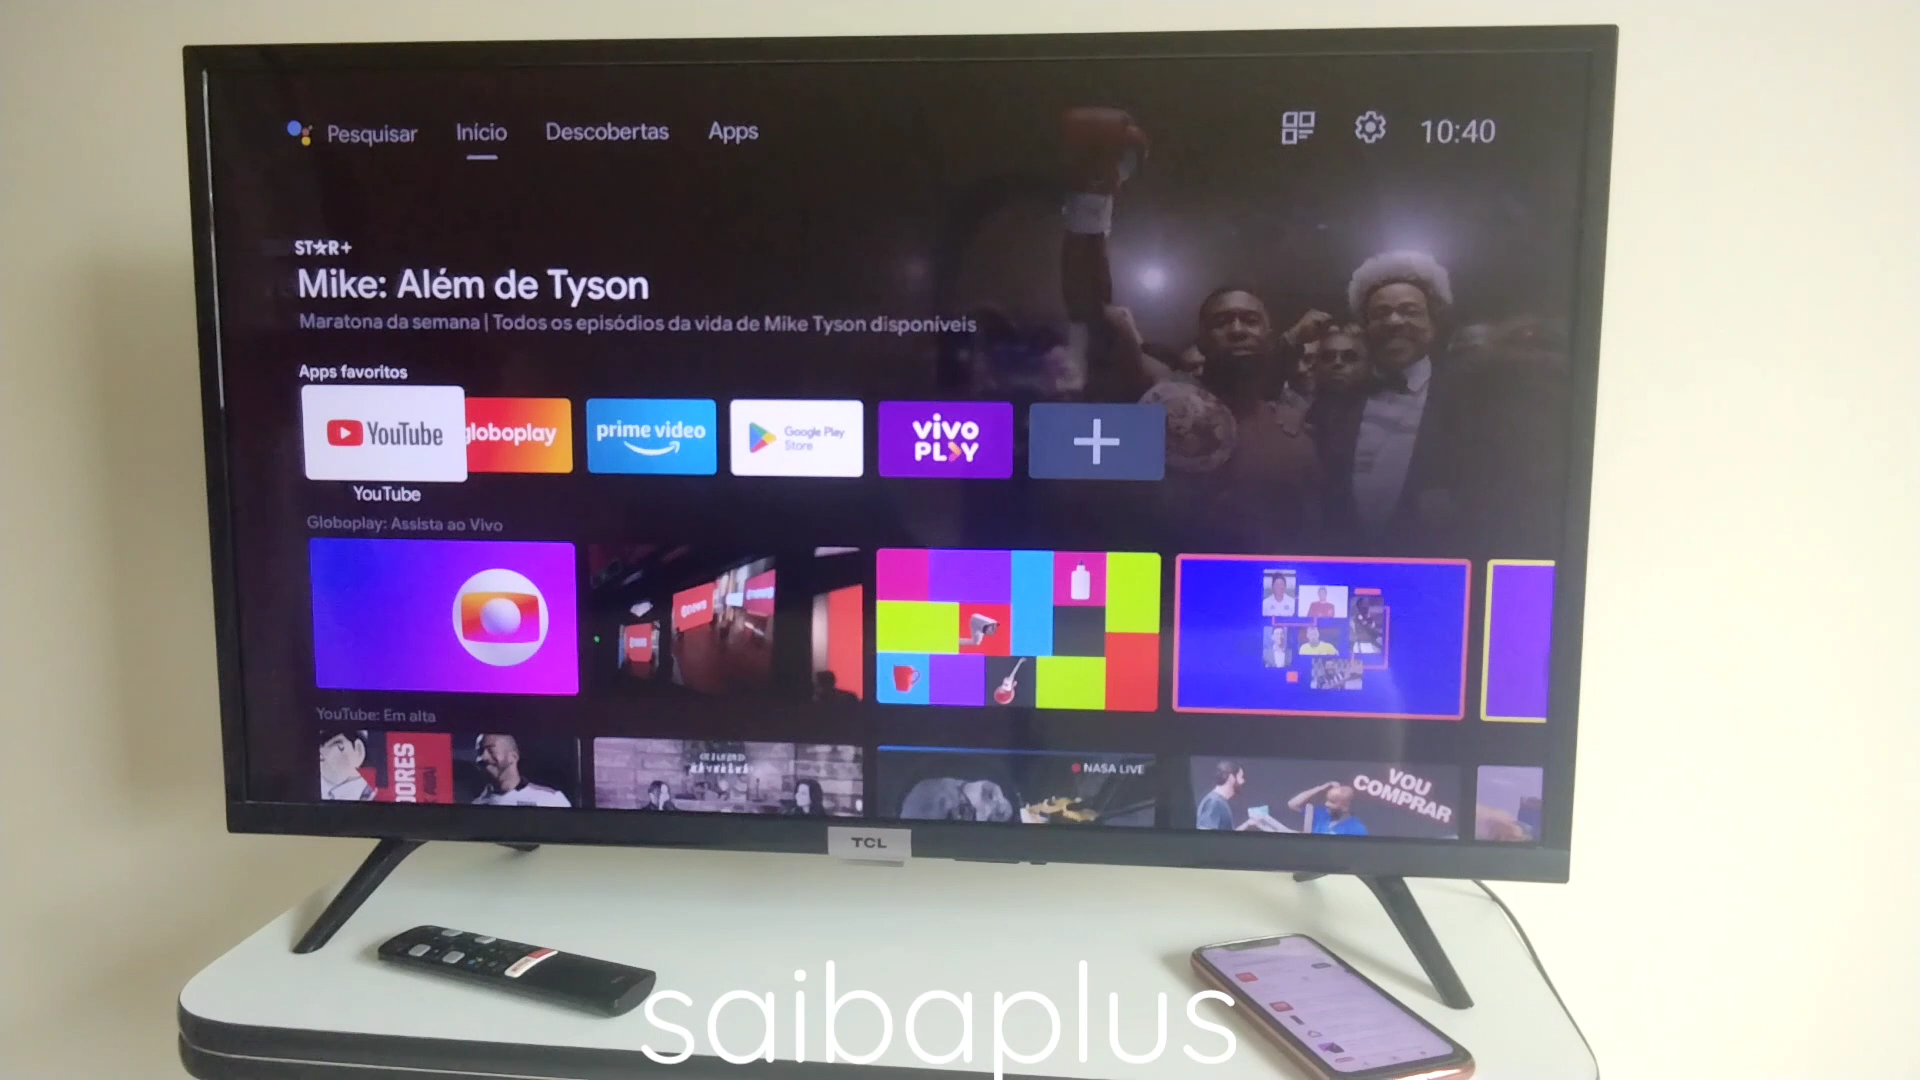 Pesquisar Início Descobertas Apps 10:40
ST★R+
Mike: Além de Tyson
Maratona da semana | Todos os episódios da vida de Mike Tyson disponíveis
Apps favoritos
YouTube globoplay prime video Google Play Store vivo PLAY
YouTube
Globoplay: Assista ao Vivo
YouTube: Em alta
DORES
NASA LIVE
VOU COMPRAR
TCL
saibaplus